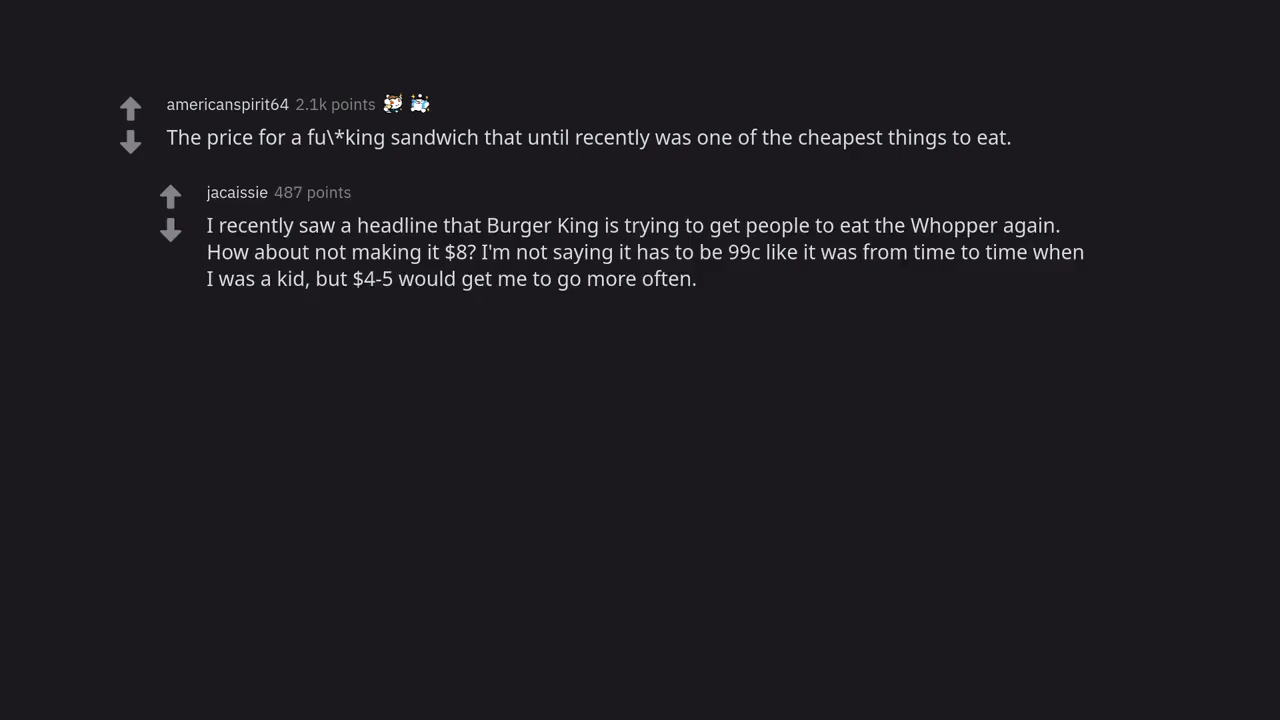 americanspirit64 2.1k points
The price for a fu\*king sandwich that until recently was one of the cheapest things to eat.
jacaissie 487 points
I recently saw a headline that Burger King is trying to get people to eat the Whopper again.
How about not making it $8? I'm not saying it has to be 99c like it was from time to time when
I was a kid, but $4-5 would get me to go more often.